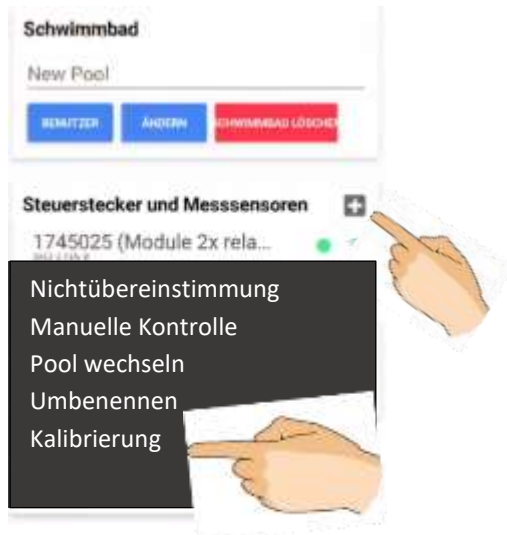 Schwimmbad
New Pool
BENUTZER ÄNDERN SCHWIMMBAD LÖSCHEN
Steuerstecker und Messsensoren
1745025 (Module 2x rela...
Nichtübereinstimmung
Manuelle Kontrolle
Pool wechseln
Umbenennen
Kalibrierung